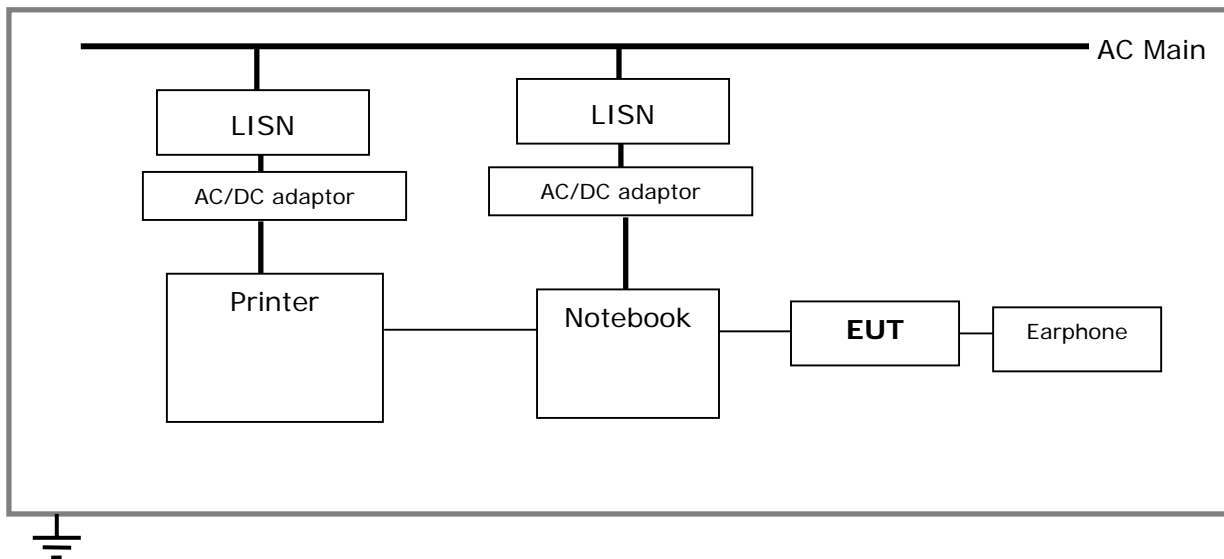 AC Main
LISN
LISN
AC/DC adaptor
AC/DC adaptor
Printer
Notebook
EUT
Earphone